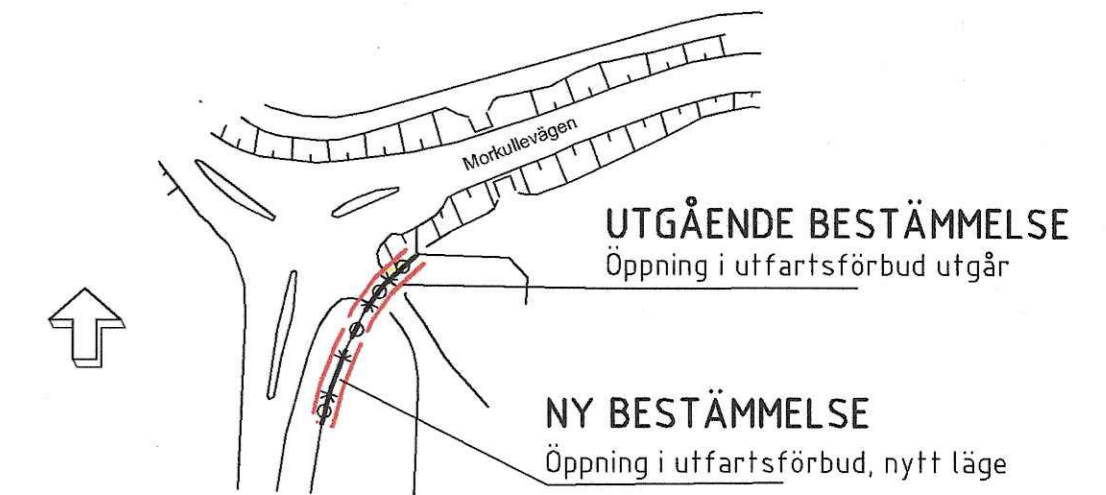 Morkullevägen
UTGÅENDE BESTÄMMELSE
Öppning i utfartsförbud utgår
NY BESTÄMMELSE
Öppning i utfartsförbud, nytt läge